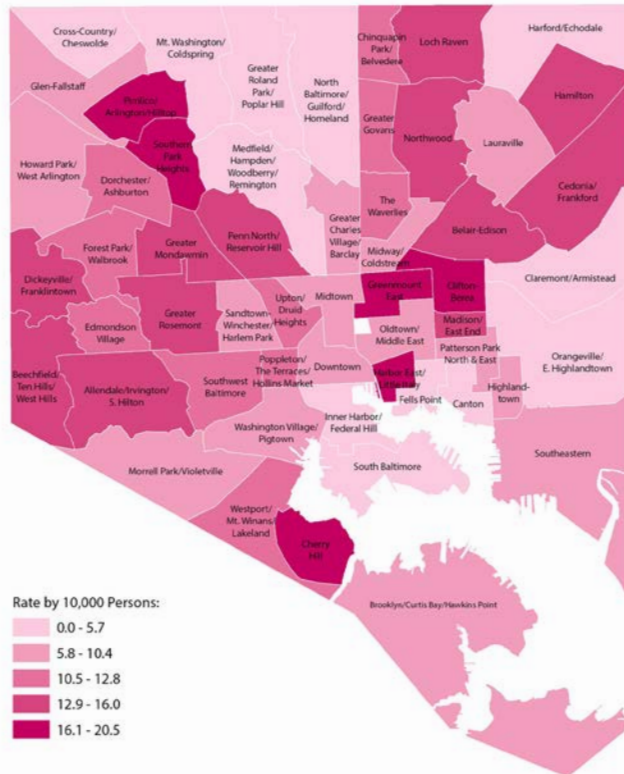 Cross-Country/
Cheswolde
Mt. Washington/
Coldspring
Greater
Roland
Park/
Poplar Hill
North
Baltimore/
Guilford/
Homeland
Chinquapin
Park/
Belvedere
Loch Raven
Harford/Echodale
Glen-Fallstaff
Pimlico/
Arlington/Hilltop
Hamilton
Howard Park/
West Arlington
Southern
Park
Heights
Dorchester/
Ashburton
Medfield/
Hampden/
Woodberry/
Remington
Greater
Govans
Northwood
Lauraville
Cedonia/
Frankford
Forest Park/
Walbrook
Greater
Mondawmin
Penn North/
Reservoir Hill
Greater
Charles
Village/
Barclay
The
Waverlies
Belair-Edison
Midway/
Coldstream
Dickeyville/
Franklintown
Claremont/Armistead
Greenmount
East
Clifton-
Berea
Edmondson
Village
Greater
Rosemont
Sandtown-
Winchester/
Harlem Park
Upton/
Druid
Heights
Midtown
Oldtown/
Middle East
Madison/
East End
Orangeville/
E. Highlandtown
Patterson Park
North & East
Beechfield/
Ten Hills/
West Hills
Allendale/Irvington/
S. Hilton
Southwest
Baltimore
Poppleton/
The Terraces/
Hollins Market
Downtown
Harbor East/
Little Italy
Fells Point
Canton
Highland-
town
Inner Harbor/
Federal Hill
Washington Village/
Pigtown
Southeastern
Morrell Park/Violetville
South Baltimore
Westport/
Mt. Winans/
Lakeland
Cherry
Hill
Brooklyn/Curtis Bay/Hawkins Point
Rate by 10,000 Persons:
0.0 - 5.7
5.8 - 10.4
10.5 - 12.8
12.9 - 16.0
16.1 - 20.5